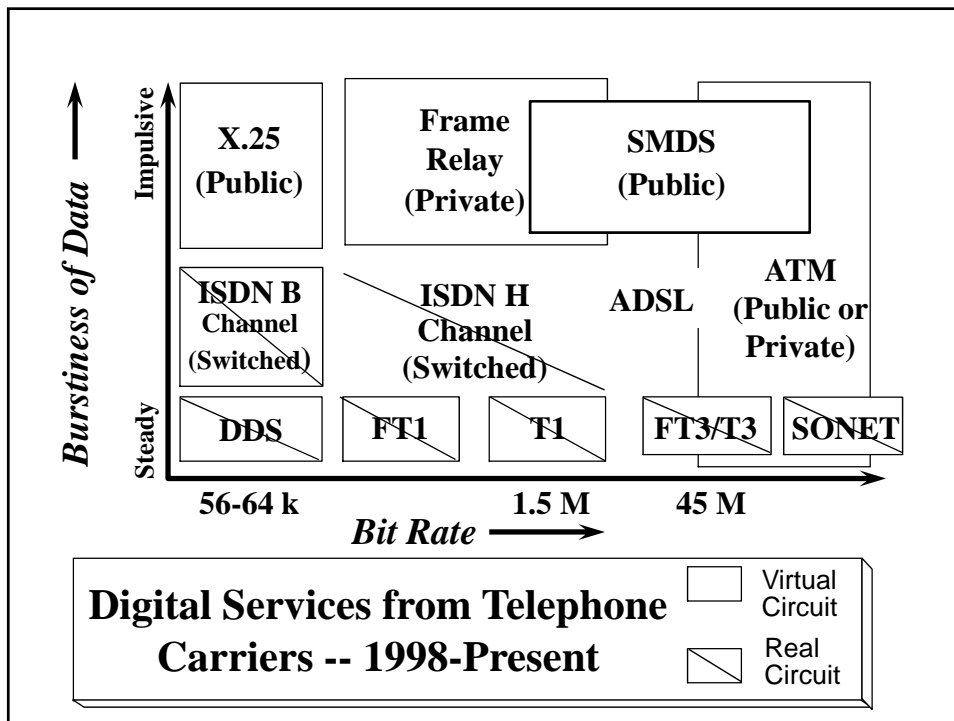 Burstiness of Data
Impulsive
Steady
X.25
(Public)
Frame
Relay
(Private)
SMDS
(Public)
ISDN B
Channel
(Switched)
ISDN H
Channel
(Switched)
ADSL
ATM
(Public or
Private)
DDS
FT1
T1
FT3/T3
SONET
56-64 k
1.5 M
45 M
Bit Rate
Digital Services from Telephone
Carriers -- 1998-Present
Virtual
Circuit
Real
Circuit